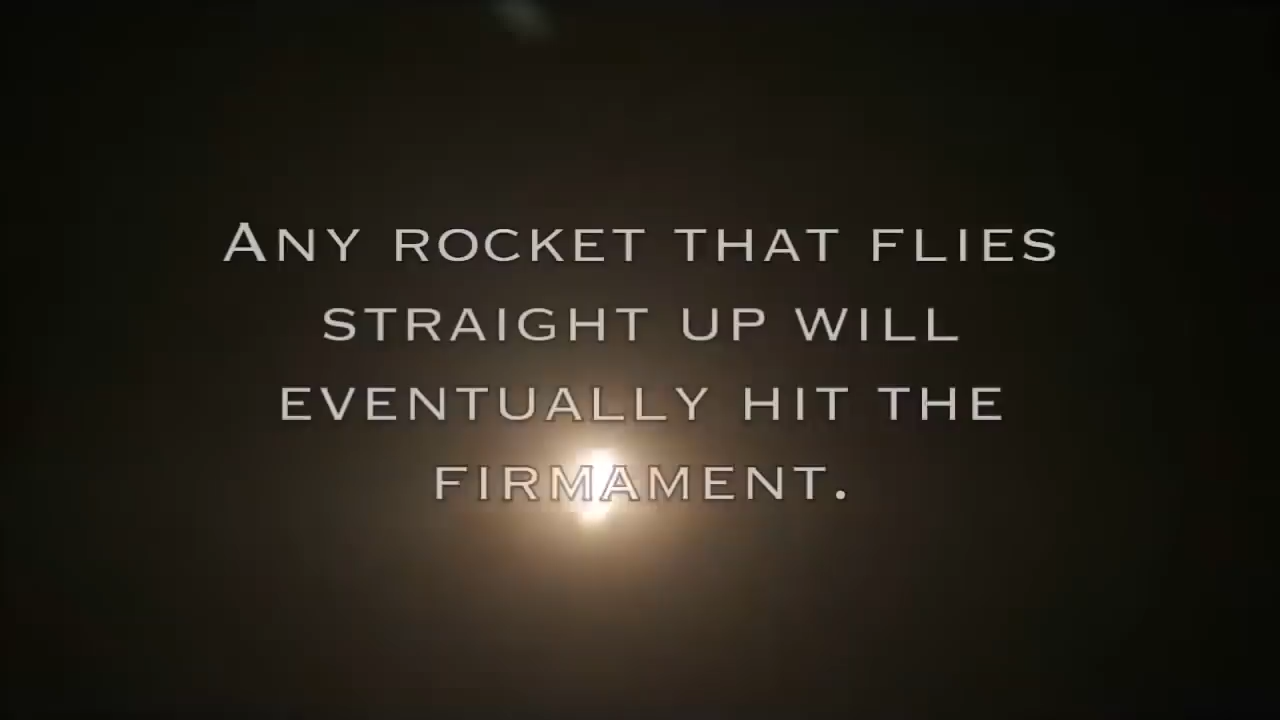 Any rocket that flies
straight up will
eventually hit the
firmament.